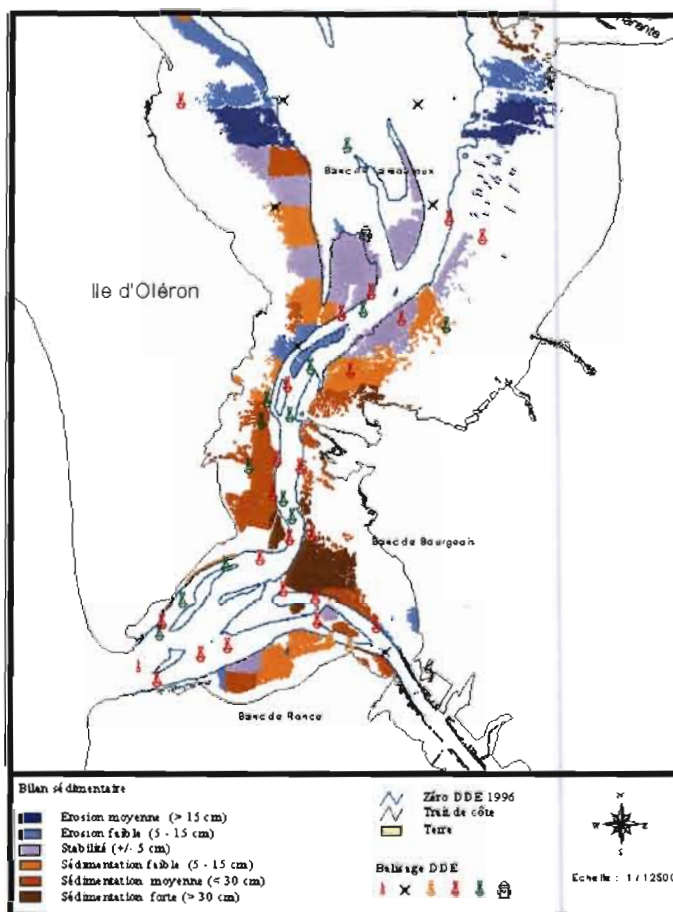 Charente
Ile d'Oléron
Banc de Bourgeais
Banc de Ronce
Bilan sédimentaire
Erosion moyenne (> 15 cm)
Erosion faible (5 - 15 cm)
Stabilité (+/- 5 cm)
Sédimentation faible (5 - 15 cm)
Sédimentation moyenne (< 30 cm)
Sédimentation forte (> 30 cm)
Zéro DDE 1996
Trait de côte
Terre
Balisage DDE
N
W
E
S